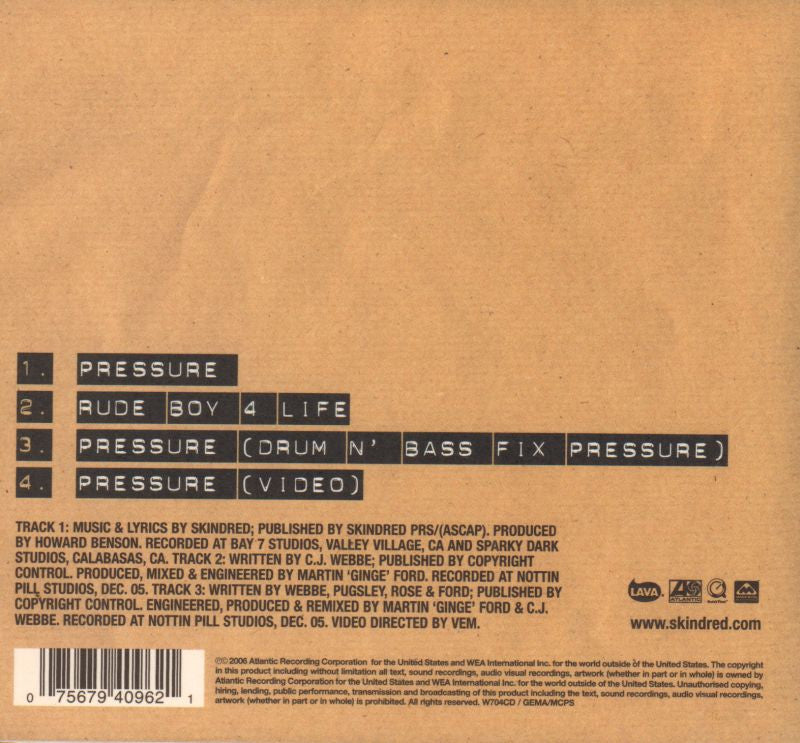 1. PRESSURE
2. RUDE BOY 4 LIFE
3. PRESSURE (DRUM N' BASS FIX PRESSURE)
4. PRESSURE (VIDEO)
TRACK 1: MUSIC & LYRICS BY SKINDRED; PUBLISHED BY SKINDRED PRS/(ASCAP). PRODUCED
BY HOWARD BENSON. RECORDED AT BAY 7 STUDIOS, VALLEY VILLAGE, CA AND SPARKY DARK
STUDIOS, CALABASAS, CA. TRACK 2: WRITTEN BY C.J. WEBBE; PUBLISHED BY COPYRIGHT
CONTROL. PRODUCED, MIXED & ENGINEERED BY MARTIN 'GINGE' FORD. RECORDED AT NOTTIN
PILL STUDIOS, DEC. 05. TRACK 3: WRITTEN BY WEBBE, PUGSLEY, ROSE & FORD; PUBLISHED BY
COPYRIGHT CONTROL. ENGINEERED, PRODUCED & REMIXED BY MARTIN 'GINGE' FORD & C.J.
WEBBE. RECORDED AT NOTTIN PILL STUDIOS, DEC. 05. VIDEO DIRECTED BY VEM.
LAVA. ATLANTIC
www.skindred.com
0 75679 40962 1
℗© 2006 Atlantic Recording Corporation for the United States and WEA International Inc. for the world outside of the United States. The copyright
in this product including without limitation all text, sound recordings, audio visual recordings, artwork (whether in part or in whole) is owned by
Atlantic Recording Corporation for the United States and WEA International Inc. for the world outside of the United States. Unauthorised copying,
hiring, lending, public performance, transmission and broadcasting of this product including the text, sound recordings, audio visual recordings,
artwork (whether in part or in whole) is prohibited. All rights reserved. W704CD / GEMA/MCPS